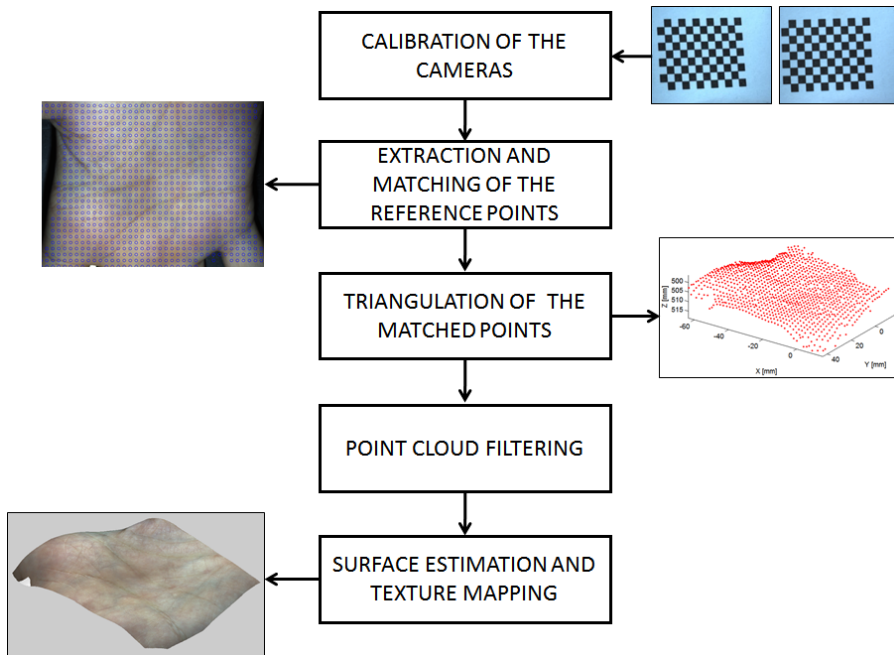 CALIBRATION OF THE
CAMERAS
EXTRACTION AND
MATCHING OF THE
REFERENCE POINTS
TRIANGULATION OF THE
MATCHED POINTS
Z [mm]
500
505
510
515
-60
-40
-20
0
X [mm]
40
20
0
Y [mm]
POINT CLOUD FILTERING
SURFACE ESTIMATION AND
TEXTURE MAPPING